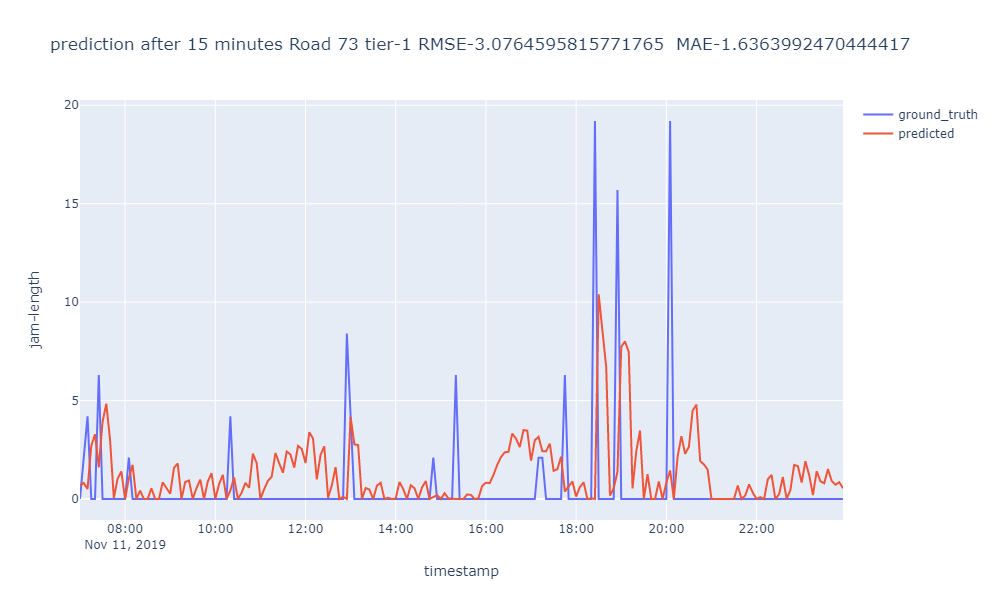 prediction after 15 minutes Road 73 tier-1 RMSE-3.0764595815771765  MAE-1.6363992470444417
ground_truth
predicted
20
15
10
5
0
jam-length
08:00 10:00 12:00 14:00 16:00 18:00 20:00 22:00
Nov 11, 2019
timestamp